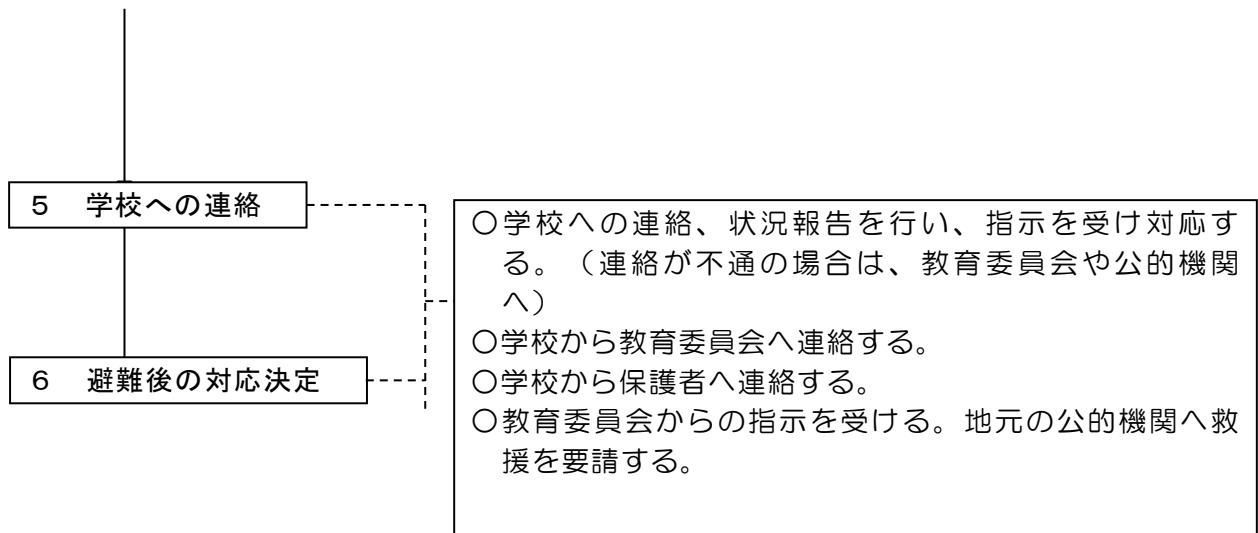 ５　学校への連絡
〇学校への連絡、状況報告を行い、指示を受け対応す
る。（連絡が不通の場合は、教育委員会や公的機関
へ）
〇学校から教育委員会へ連絡する。
６　避難後の対応決定
〇学校から保護者へ連絡する。
〇教育委員会からの指示を受ける。地元の公的機関へ救
援を要請する。